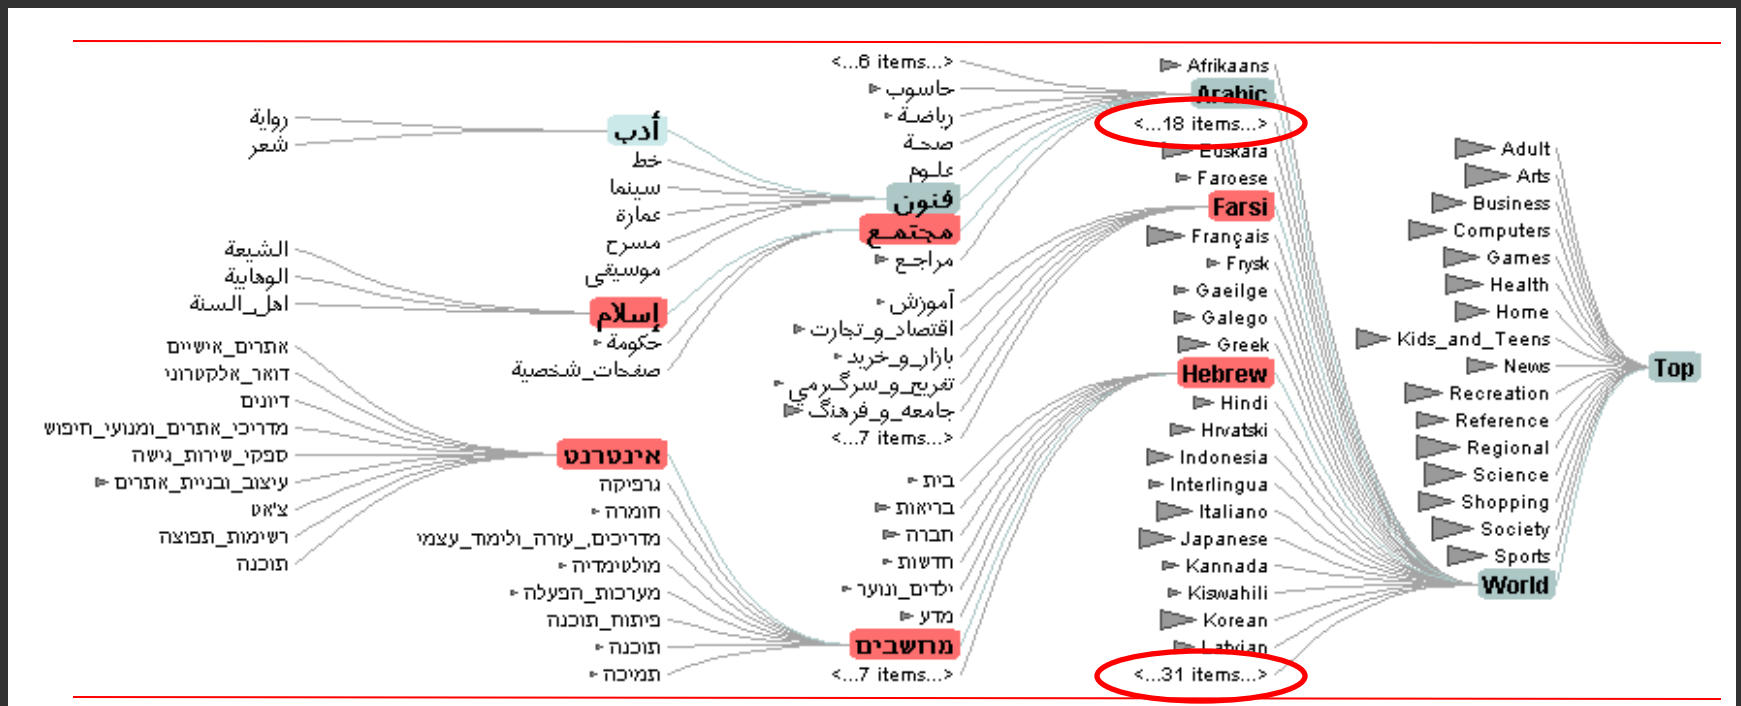 Top
Adult
Arts
Business
Computers
Games
Health
Home
Kids_and_Teens
News
Recreation
Reference
Regional
Science
Shopping
Society
Sports
World
Afrikaans
Arabic
<...18 items...>
Euskara
Faroese
Farsi
Français
Frysk
Gaeilge
Galego
Greek
Hebrew
Hindi
Hrvatski
Indonesia
Interlingua
Italiano
Japanese
Kannada
Kiswahili
Korean
Latvian
<...31 items...>
<...6 items...>
حاسوب
رياضة
صحة
علوم
فنون
مجتمع
مراجع
آموزش
اقتصاد_و_تجارت
بازار_و_خريد
تفريح_و_سرگرمي
جامعه_و_فرهنگ
<...7 items...>
בית
בריאות
חברה
חדשות
ילדים_ונוער
מדע
מחשבים
<...7 items...>
أدب
خط
سينما
عمارة
مسرح
موسيقى
إسلام
حكومة
صفحات_شخصية
אינטרנט
גרפיקה
חומרה
מדריכים,_עזרה_ולימוד_עצמי
מולטימדיה
מערכות_הפעלה
פיתוח_תוכנה
תוכנה
תמיכה
رواية
شعر
الشيعة
الوهابية
اهل_السنة
אתרים_אישיים
דואר_אלקטרוני
דיונים
מדריכי_אתרים_ומנועי_חיפוש
ספקי_שירות_גישה
עיצוב_ובניית_אתרים
צ'אט
רשימות_תפוצה
תוכנה